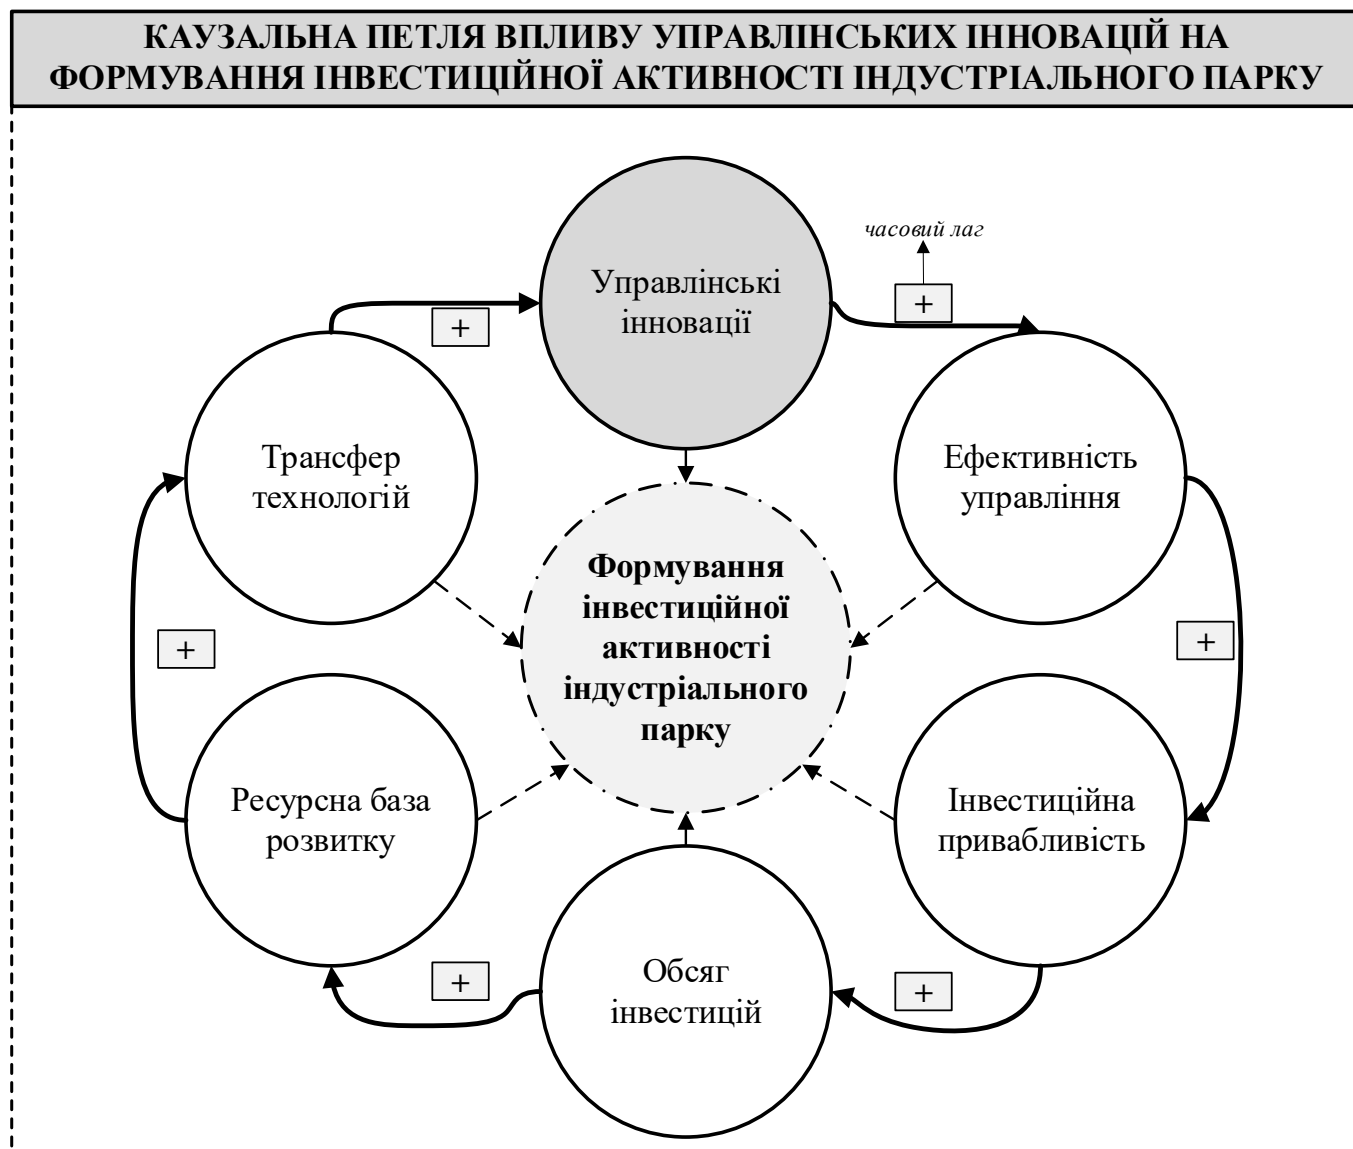 КАУЗАЛЬНА ПЕТЛЯ ВПЛИВУ УПРАВЛІНСЬКИХ ІННОВАЦІЙ НА
ФОРМУВАННЯ ІНВЕСТИЦІЙНОЇ АКТИВНОСТІ ІНДУСТРІАЛЬНОГО ПАРКУ
Управлінські
інновації
часовий лаг
+
+
Трансфер
технологій
Ефективність
управління
Формування
інвестиційної
активності
індустріального
парку
+
+
Ресурсна база
розвитку
Інвестиційна
привабливість
Обсяг
інвестицій
+
+